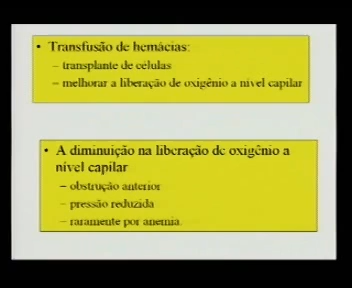 • Transfusão de hemácias:
– transplante de células
– melhorar a liberação de oxigênio a nivel capilar
• A diminuição na liberação de oxigênio a
nível capilar
– obstrução anterior
– pressão reduzida
– raramente por anemia.